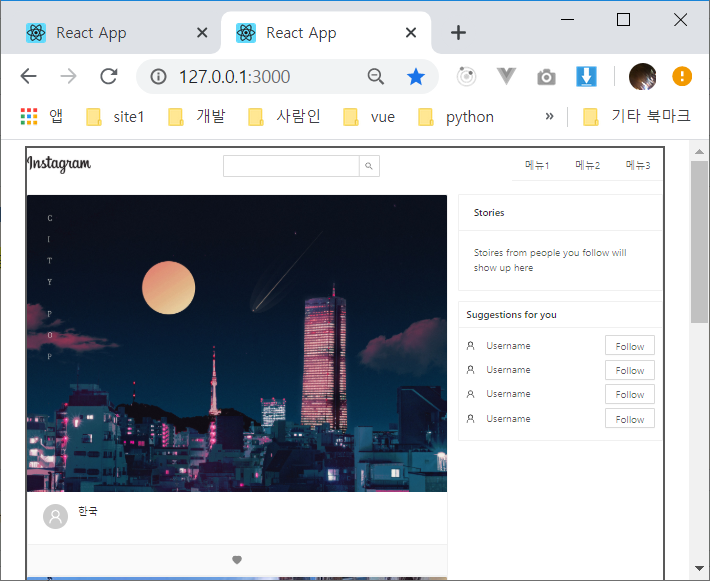 React App
React App
127.0.0.1:3000
앱
site1
개발
사람인
vue
python
»
기타 북마크
Instagram
메뉴1
메뉴2
메뉴3
CITY POP
Stories
Stoires from people you follow will
show up here
Suggestions for you
Username
Follow
Username
Follow
Username
Follow
Username
Follow
한국